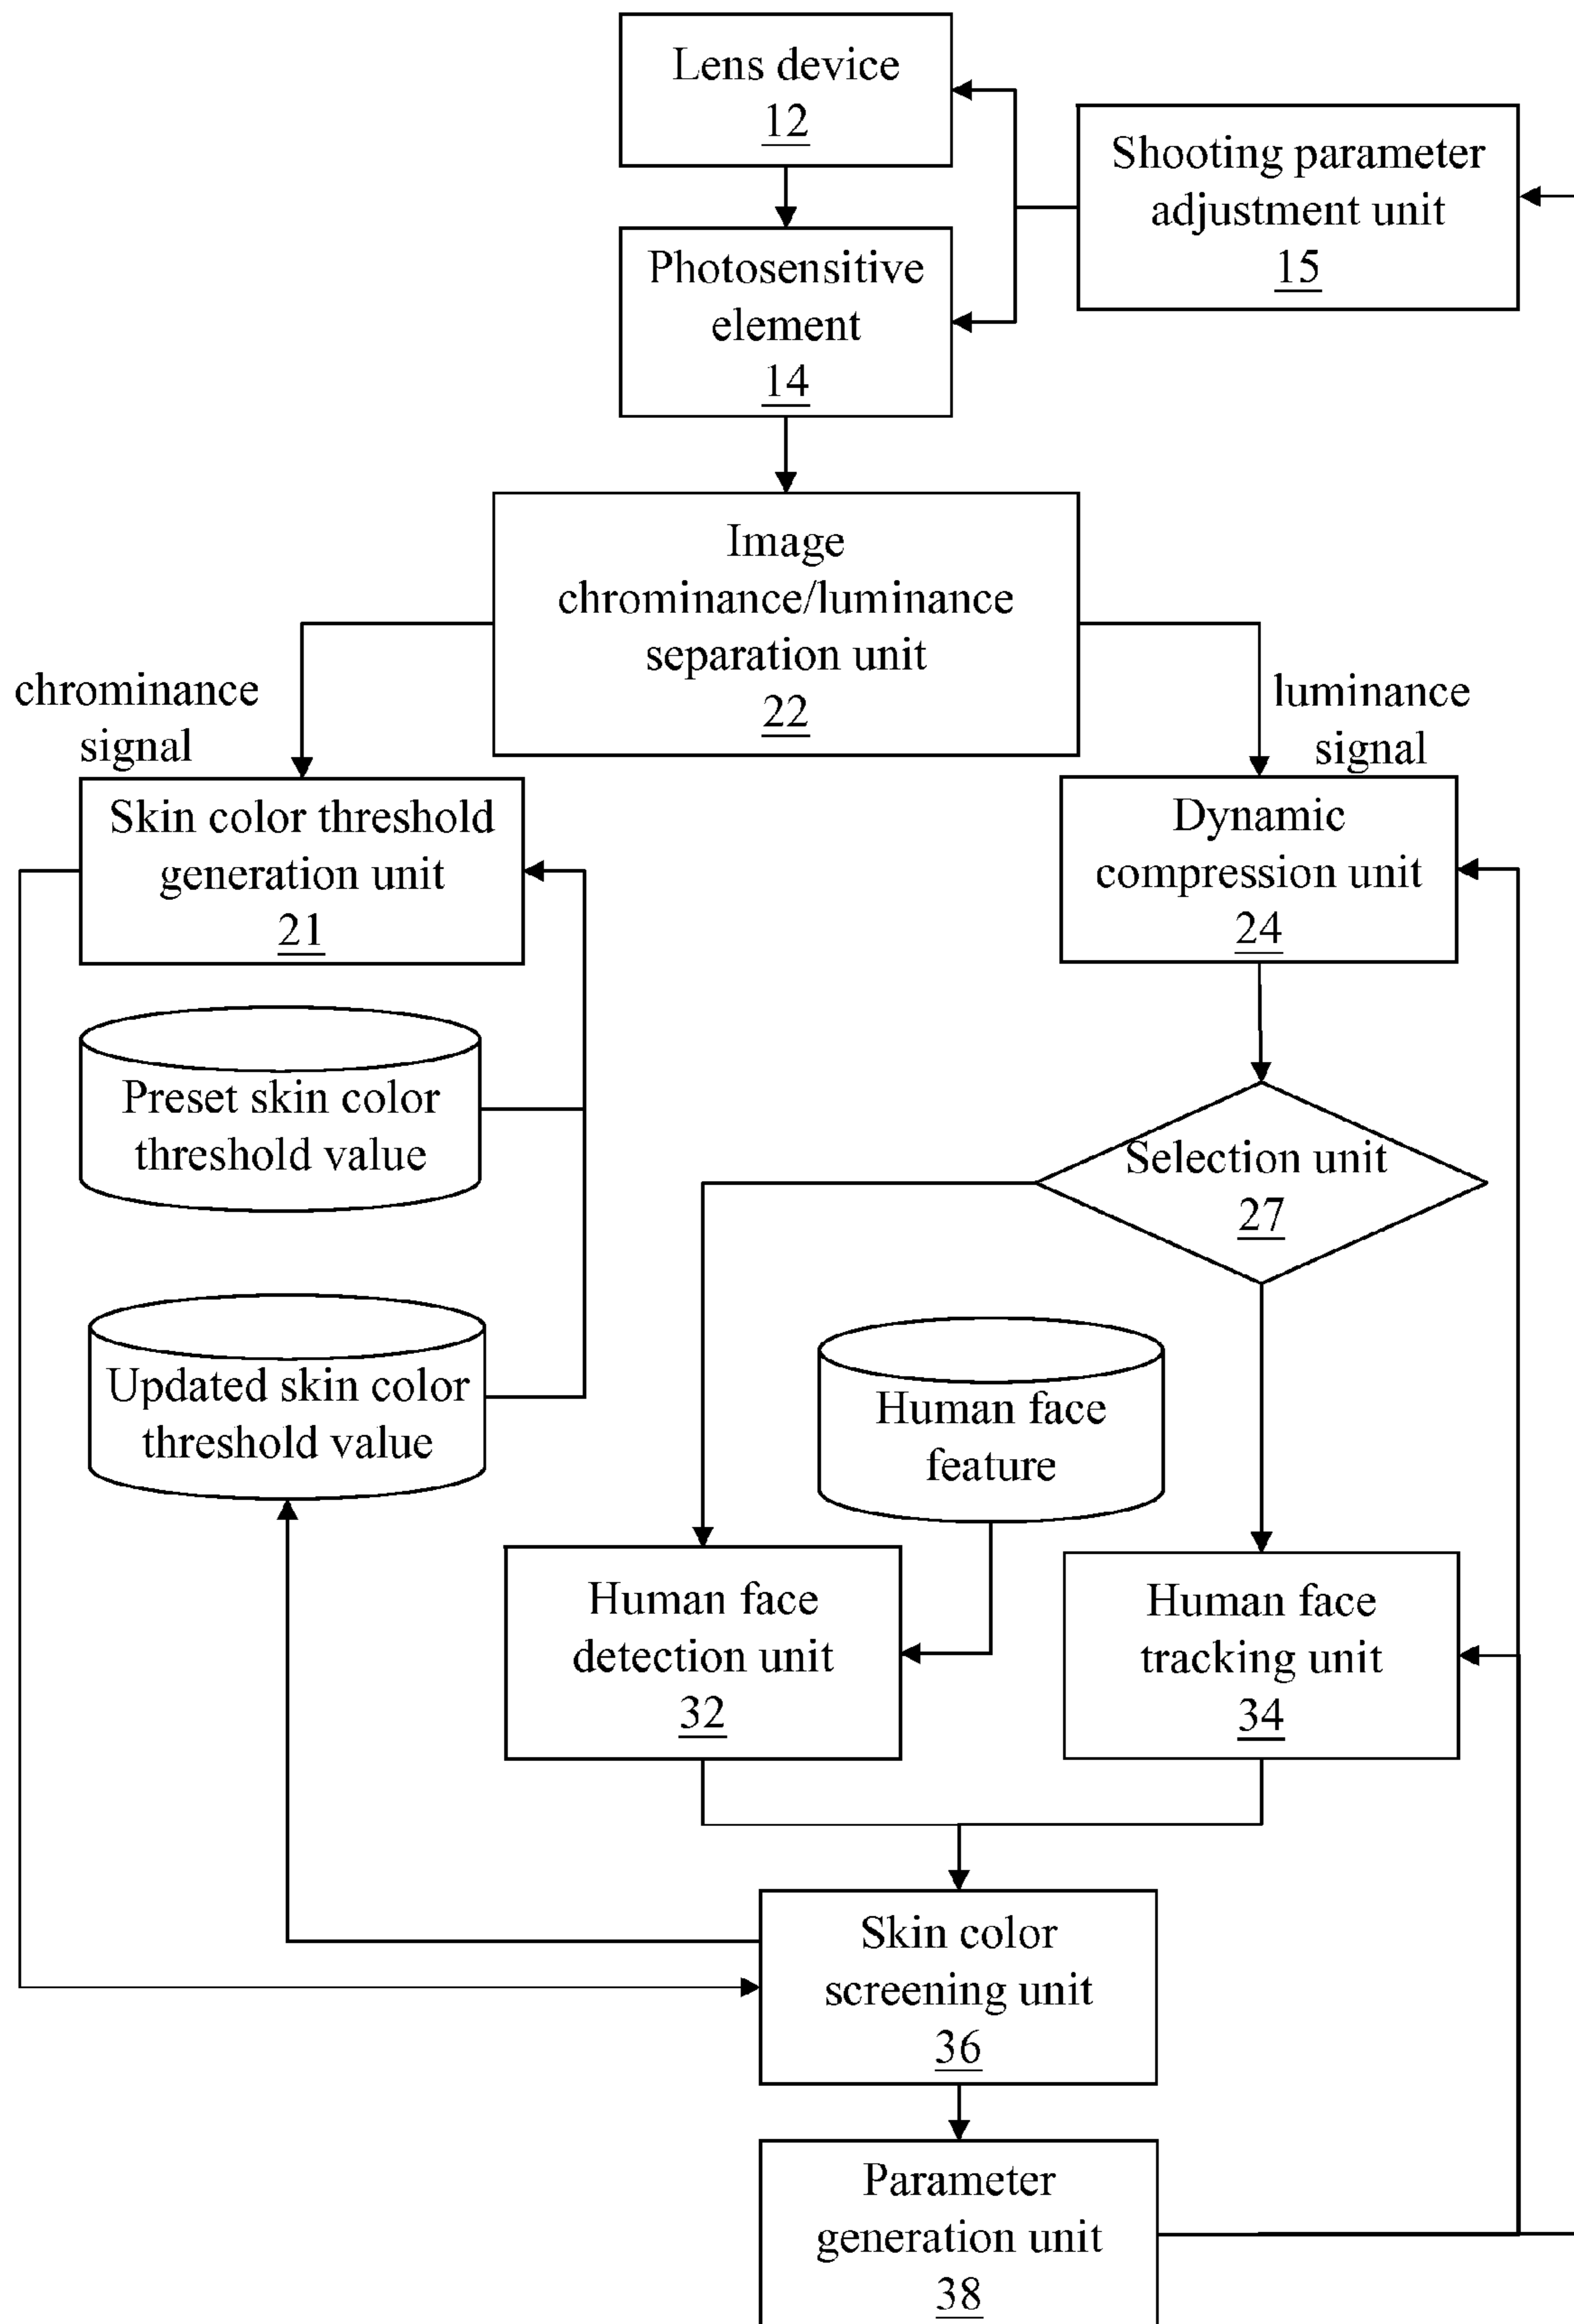 Lens device
12
Shooting parameter
adjustment unit
15
Photosensitive
element
14
Image
chrominance/luminance
separation unit
22
chrominance
signal
luminance
signal
Skin color threshold
generation unit
21
Dynamic
compression unit
24
Preset skin color
threshold value
Selection unit
27
Updated skin color
threshold value
Human face
feature
Human face
detection unit
32
Human face
tracking unit
34
Skin color
screening unit
36
Parameter
generation unit
38